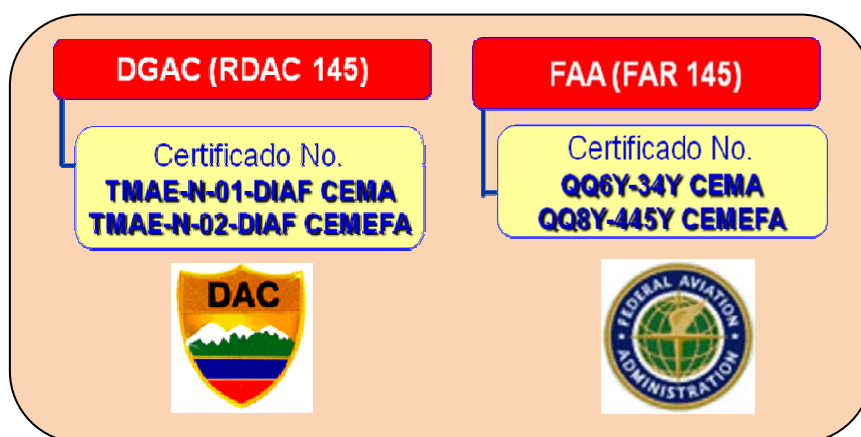 DGAC (RDAC 145)
Certificado No.
TMAE-N-01-DIAF CEMA
TMAE-N-02-DIAF CEMEFA
DAC
FAA (FAR 145)
Certificado No.
QQ6Y-34Y CEMA
QQ8Y-445Y CEMEFA
FEDERAL AVIATION
ADMINISTRATION